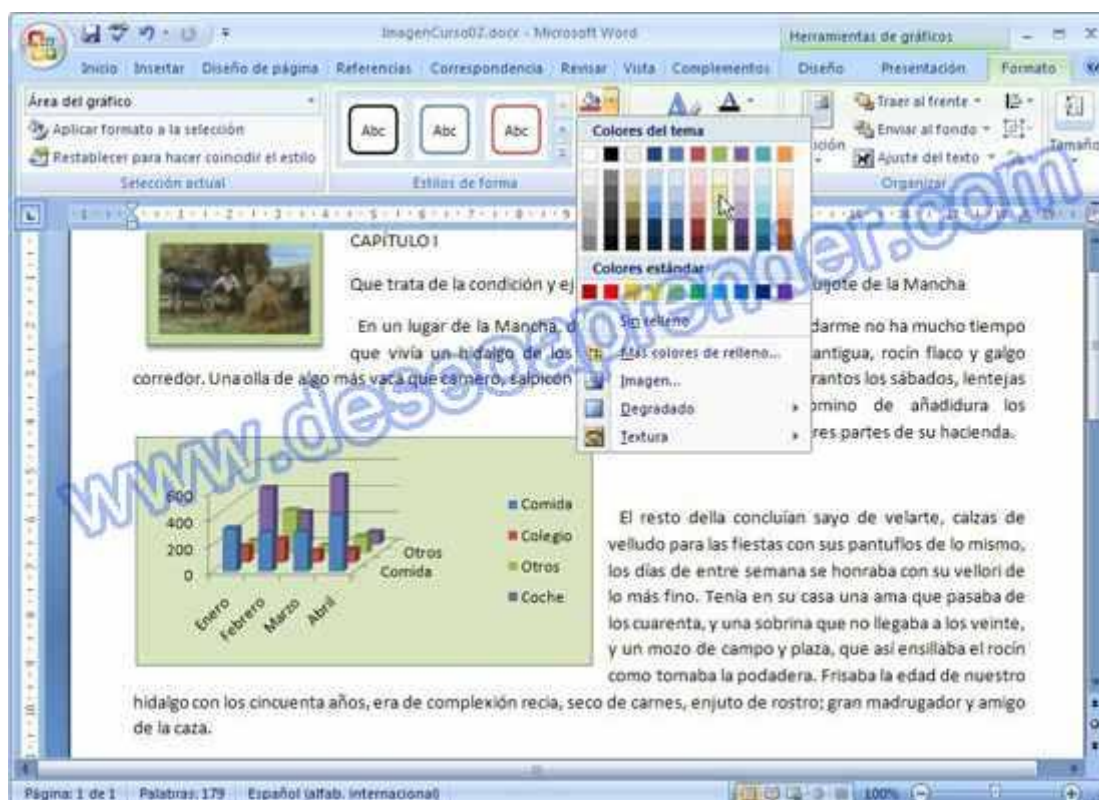 ImagenCurso02.docx - Microsoft Word
Herramientas de gráficos
Inicio Insertar Diseño de página Referencias Correspondencia Revisar Vista Complementos Diseño Presentación Formato
Área del gráfico
Aplicar formato a la selección
Restablecer para hacer coincidir el estilo
Selección actual
Abc Abc Abc
Estilos de forma
Traer al frente
Enviar al fondo
Ajuste del texto
Organizar
Tamaño
Colores del tema
Colores estándar
Sin relleno
Más colores de relleno...
Imagen...
Degradado
Textura
CAPÍTULO I
Que trata de la condición y ej
uijote de la Mancha
En un lugar de la Mancha, d
darme no ha mucho tiempo
que vivía un hidalgo de los
antigua, rocín flaco y galgo
corredor. Una olla de algo más vaca que carnero, salpicón
rantos los sábados, lentejas
omino de añadidura los
res partes de su hacienda.
600
400
200
0
Enero Febrero Marzo Abril
Otros
Comida
Comida
Colegio
Otros
Coche
El resto della concluían sayo de velarte, calzas de
velludo para las fiestas con sus pantuflos de lo mismo,
los días de entre semana se honraba con su vellori de
lo más fino. Tenía en su casa una ama que pasaba de
los cuarenta, y una sobrina que no llegaba a los veinte,
y un mozo de campo y plaza, que así ensillaba el rocín
como tomaba la podadera. Frisaba la edad de nuestro
hidalgo con los cincuenta años, era de complexión recia, seco de carnes, enjuto de rostro; gran madrugador y amigo
de la caza.
www.deseoaprender.com
Página: 1 de 1 Palabras: 179 Español (alfab. internacional) 100%